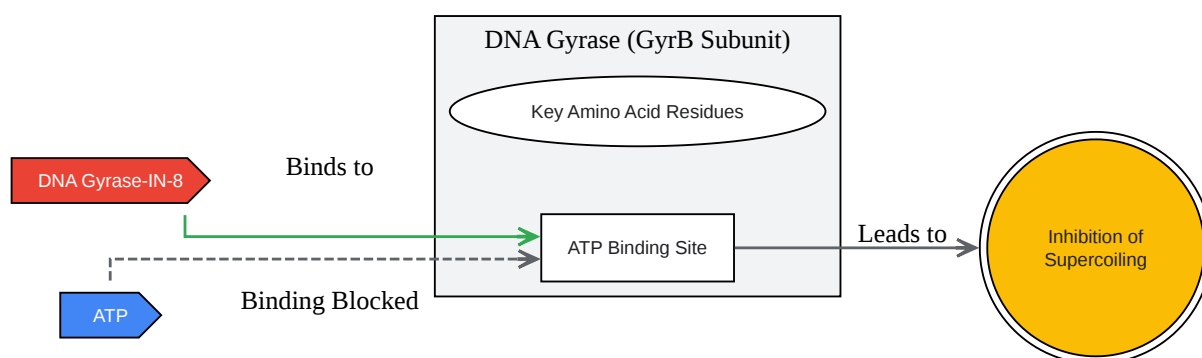 DNA Gyrase (GyrB Subunit)
Key Amino Acid Residues
Binds to
DNA Gyrase-IN-8
ATP Binding Site
Leads to
Inhibition of
Supercoiling
Binding Blocked
ATP